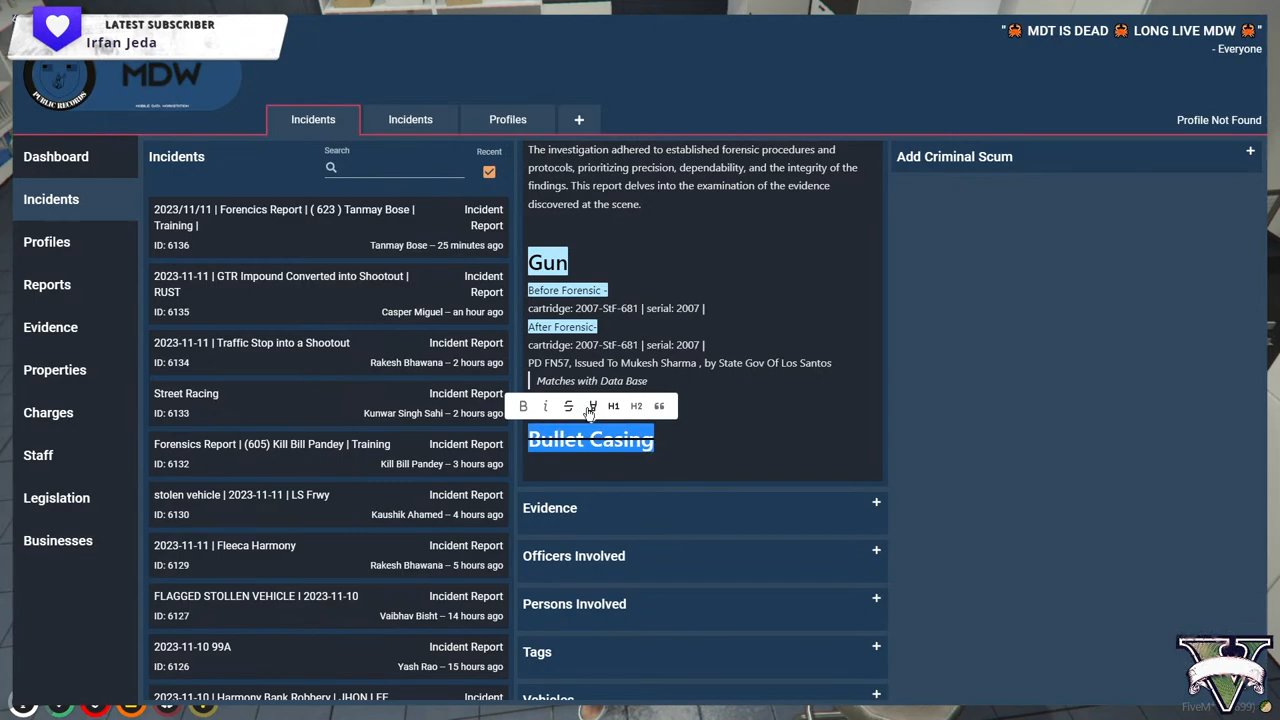 LATEST SUBSCRIBER
Irfan Jeda
"🦀 MDT IS DEAD 🦀 LONG LIVE MDW 🦀"
- Everyone
PUBLIC RECORDS
MDW
MOBILE DATA WORKSTATION
Incidents
Incidents
Profiles
+
Profile Not Found
Dashboard
Incidents
Profiles
Reports
Evidence
Properties
Charges
Staff
Legislation
Businesses
Incidents
Search
Recent
2023/11/11 | Forencics Report | ( 623 ) Tanmay Bose | Training |
Incident Report
ID: 6136
Tanmay Bose – 25 minutes ago
2023-11-11 | GTR Impound Converted into Shootout | RUST
Incident Report
ID: 6135
Casper Miguel – an hour ago
2023-11-11 | Traffic Stop into a Shootout
Incident Report
ID: 6134
Rakesh Bhawana – 2 hours ago
Street Racing
Incident Report
ID: 6133
Kunwar Singh Sahi – 2 hours ago
Forensics Report | (605) Kill Bill Pandey | Training
Incident Report
ID: 6132
Kill Bill Pandey – 3 hours ago
stolen vehicle | 2023-11-11 | LS Frwy
Incident Report
ID: 6130
Kaushik Ahamed – 4 hours ago
2023-11-11 | Fleeca Harmony
Incident Report
ID: 6129
Rakesh Bhawana – 5 hours ago
FLAGGED STOLLEN VEHICLE I 2023-11-10
Incident Report
ID: 6127
Vaibhav Bisht – 14 hours ago
2023-11-10 99A
Incident Report
ID: 6126
Yash Rao – 15 hours ago
2023-11-10 | Harmony Bank Robbery | JHON LEE
Incident
The investigation adhered to established forensic procedures and
protocols, prioritizing precision, dependability, and the integrity of the
findings. This report delves into the examination of the evidence
discovered at the scene.
Gun
Before Forensic -
cartridge: 2007-StF-681 | serial: 2007 |
After Forensic-
cartridge: 2007-StF-681 | serial: 2007 |
PD FN57, Issued To Mukesh Sharma , by State Gov Of Los Santos
Matches with Data Base
B i S H1 H2
Bullet Casing
Evidence +
Officers Involved +
Persons Involved +
Tags +
Vehicles +
Add Criminal Scum +
V